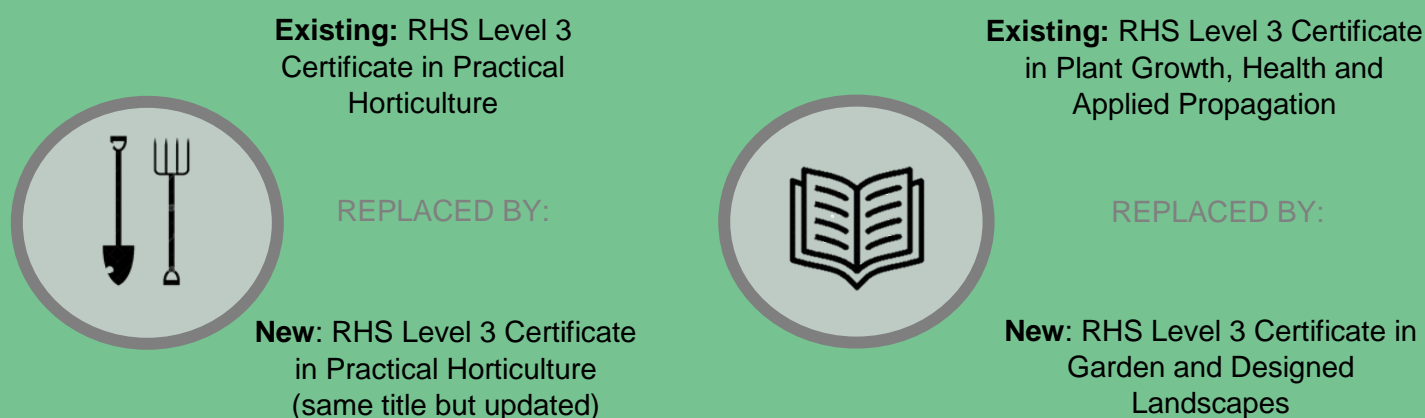 Existing: RHS Level 3
Certificate in Practical
Horticulture
REPLACED BY:
New: RHS Level 3 Certificate
in Practical Horticulture
(same title but updated)
Existing: RHS Level 3 Certificate
in Plant Growth, Health and
Applied Propagation
REPLACED BY:
New: RHS Level 3 Certificate in
Garden and Designed
Landscapes